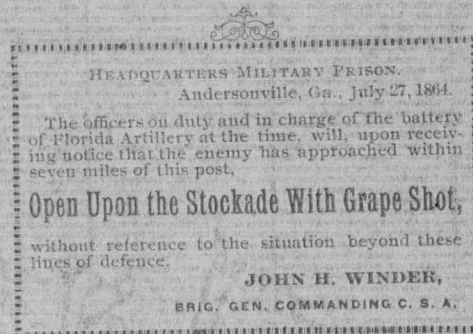 HEADQUARTERS MILITARY PRISON.
Andersonville, Ga., July 27, 1864.
The officers on duty and in charge of the battery
of Florida Artillery at the time, will, upon receiv-
ing notice that the enemy has approached within
seven miles of this post,
Open Upon the Stockade With Grape Shot,
without reference to the situation beyond these
lines of defence.
JOHN H. WINDER,
BRIG. GEN. COMMANDING C. S. A.